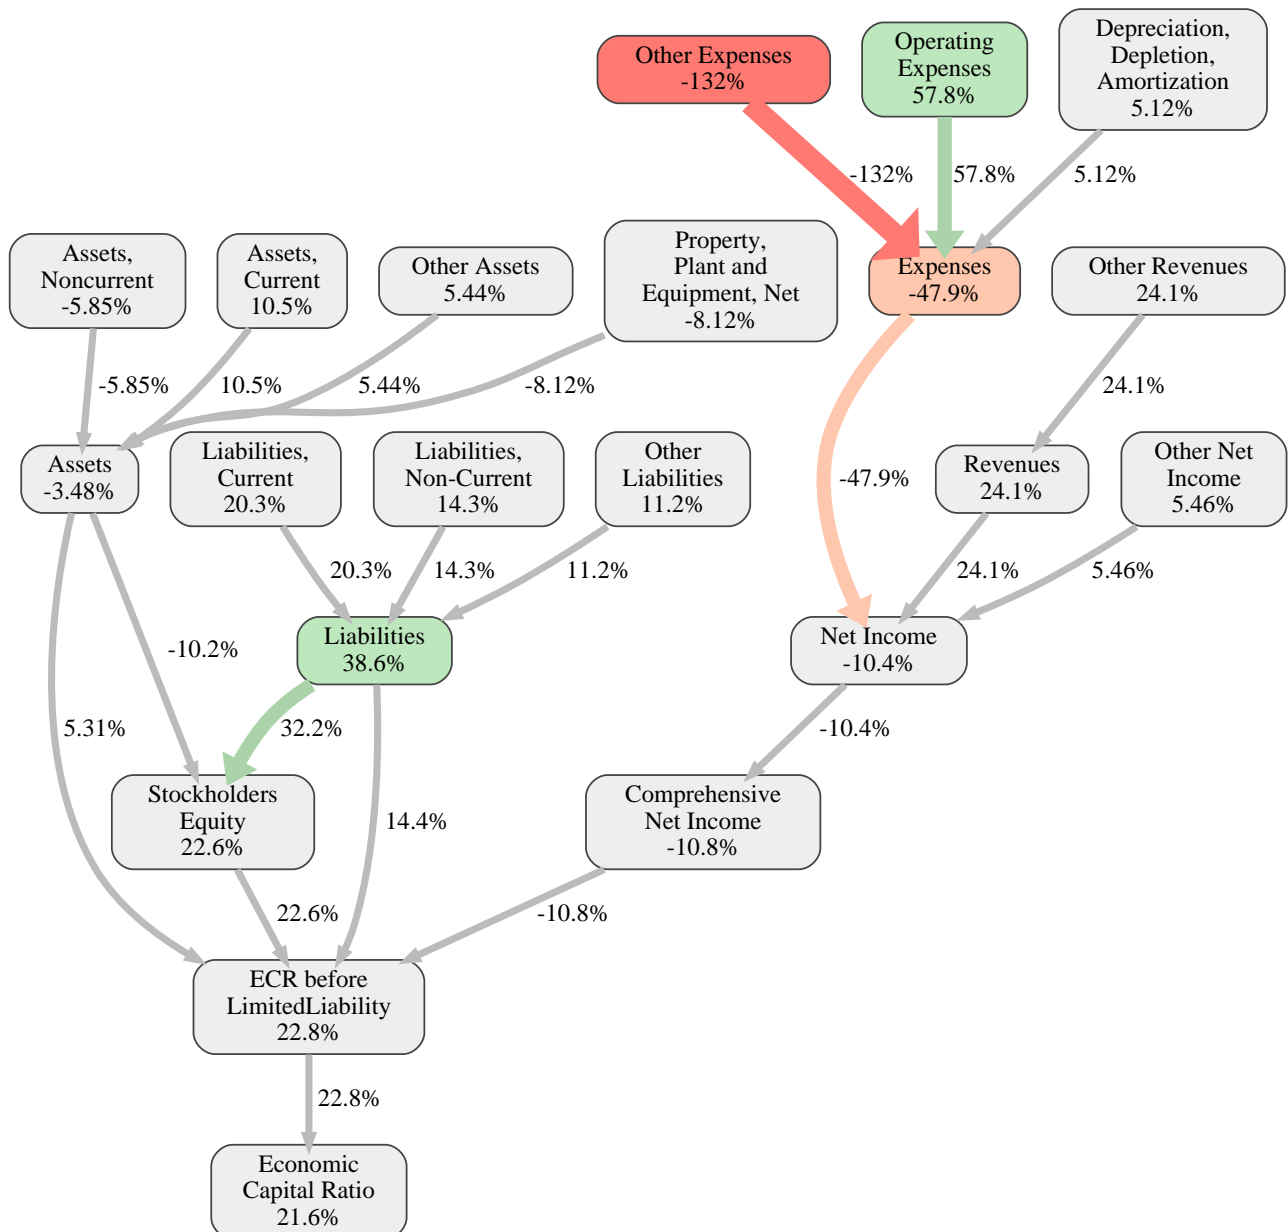 Other Expenses
-132%
Operating
Expenses
57.8%
Depreciation,
Depletion,
Amortization
5.12%
-132%
57.8%
5.12%
Assets,
Noncurrent
-5.85%
Assets,
Current
10.5%
Other Assets
5.44%
Property,
Plant and
Equipment, Net
-8.12%
Expenses
-47.9%
Other Revenues
24.1%
-5.85%
10.5%
5.44%
-8.12%
24.1%
Assets
-3.48%
Liabilities,
Current
20.3%
Liabilities,
Non-Current
14.3%
Other
Liabilities
11.2%
-47.9%
Revenues
24.1%
Other Net
Income
5.46%
20.3%
14.3%
11.2%
24.1%
5.46%
-10.2%
Liabilities
38.6%
Net Income
-10.4%
5.31%
32.2%
-10.4%
Stockholders
Equity
22.6%
14.4%
Comprehensive
Net Income
-10.8%
22.6%
-10.8%
ECR before
LimitedLiability
22.8%
22.8%
Economic
Capital Ratio
21.6%